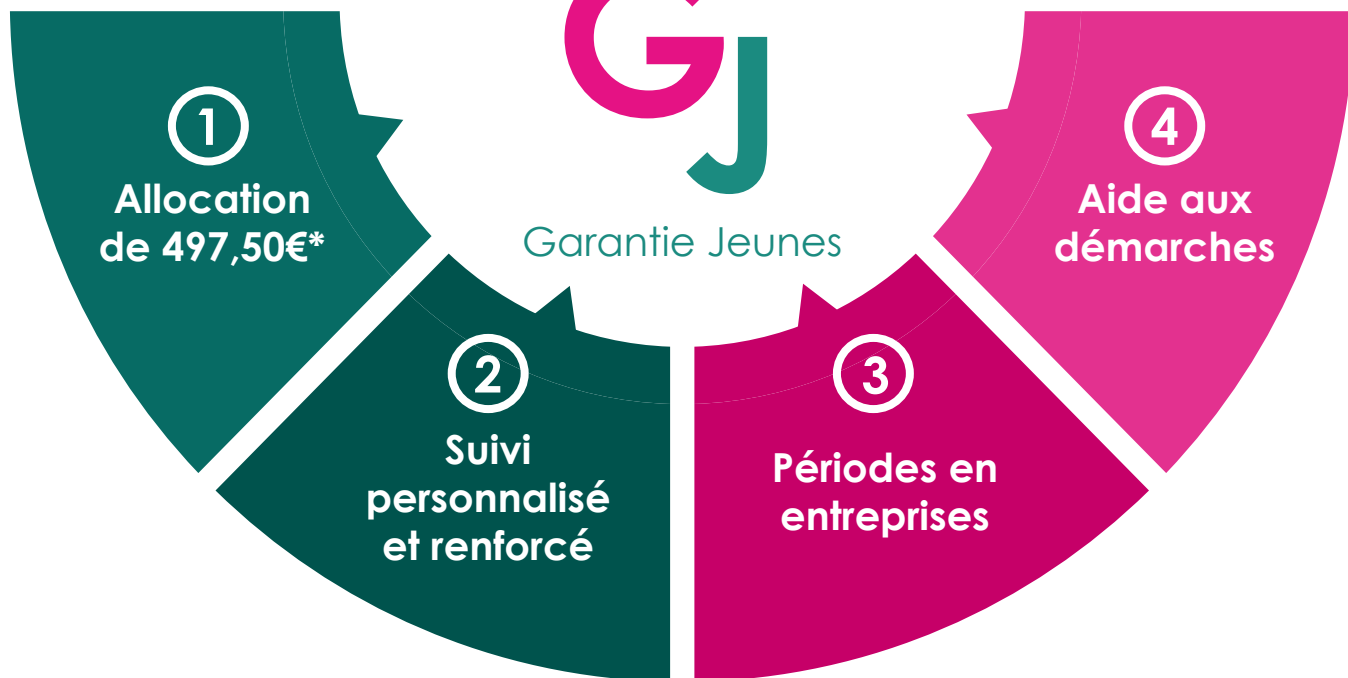 GJ
Garantie Jeunes
1
Allocation
de 497,50€*
2
Suivi
personnalisé
et renforcé
3
Périodes en
entreprises
4
Aide aux
démarches